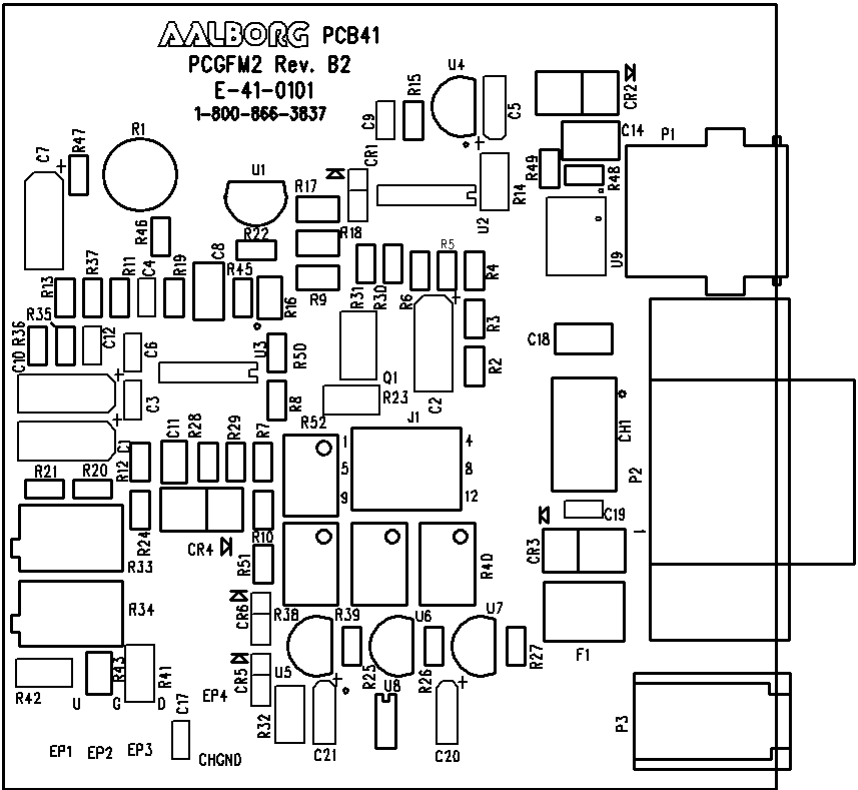 AALBORG PCB41
PCGFM2 Rev. B2
E-41-0101
1-800-866-3837
U4
R15
C9
C5
CR2
C14
P1
R47
R1
C7
U1
CR1
R17
R14
U2
R49
R48
R46
R22
R18
C8
R5
R4
U9
R13
R37
R11
C4
R19
R45
R16
R9
R31
R30
R6
R3
R36
R35
C12
C6
U3
R50
R2
C18
C10
Q1
C3
R8
R23
C2
CH1
C1
R12
C11
R28
R29
R7
R52
J1
1
4
5
8
9
12
P2
R21
R20
R24
R10
C19
1
CR4
CR3
R33
R51
R40
R34
CR6
R38
R39
U6
U7
F1
R42
R43
R41
U
G
D
C17
EP4
CR5
U5
R25
U8
R26
R27
R32
P3
EP1
EP2
EP3
CHGND
C21
C20